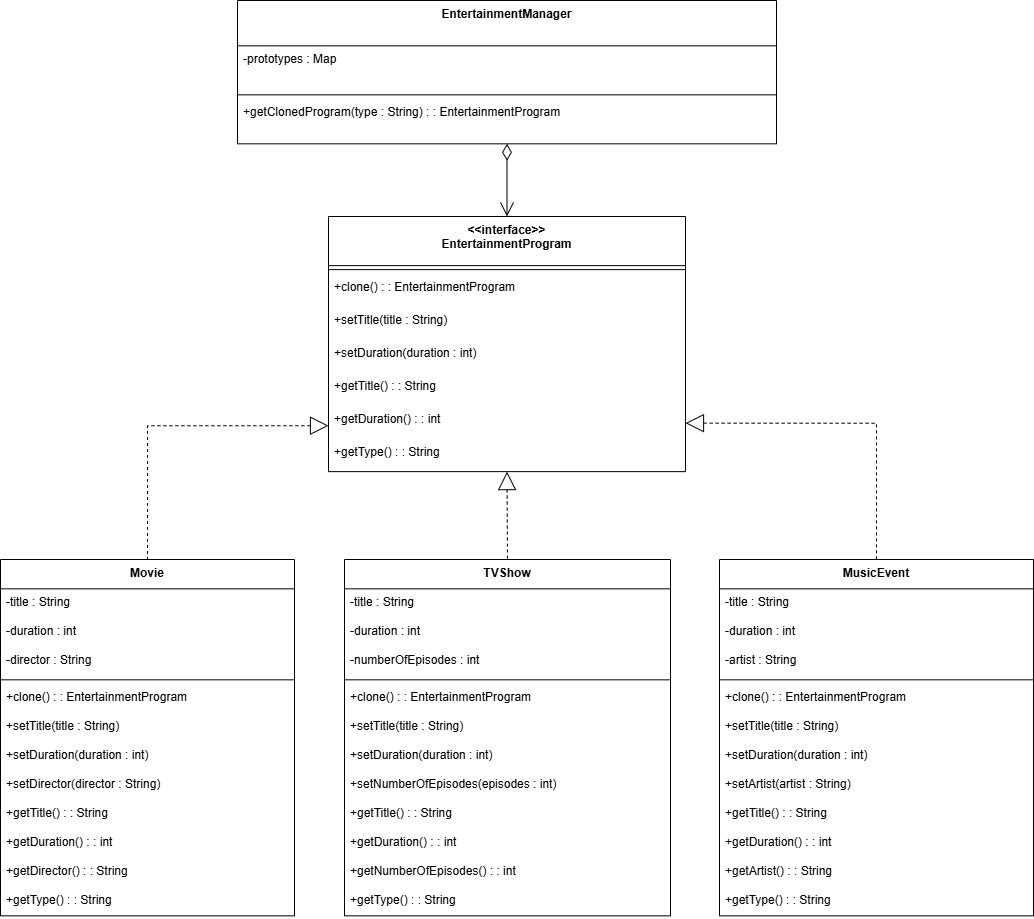 EntertainmentManager
-prototypes : Map
+getClonedProgram(type : String) : : EntertainmentProgram
<<interface>>
EntertainmentProgram
+clone() : : EntertainmentProgram
+setTitle(title : String)
+setDuration(duration : int)
+getTitle() : : String
+getDuration() : : int
+getType() : : String
Movie
-title : String
-duration : int
-director : String
+clone() : : EntertainmentProgram
+setTitle(title : String)
+setDuration(duration : int)
+setDirector(director : String)
+getTitle() : : String
+getDuration() : : int
+getDirector() : : String
+getType() : : String
TVShow
-title : String
-duration : int
-numberOfEpisodes : int
+clone() : : EntertainmentProgram
+setTitle(title : String)
+setDuration(duration : int)
+setNumberOfEpisodes(episodes : int)
+getTitle() : : String
+getDuration() : : int
+getNumberOfEpisodes() : : int
+getType() : : String
MusicEvent
-title : String
-duration : int
-artist : String
+clone() : : EntertainmentProgram
+setTitle(title : String)
+setDuration(duration : int)
+setArtist(artist : String)
+getTitle() : : String
+getDuration() : : int
+getArtist() : : String
+getType() : : String